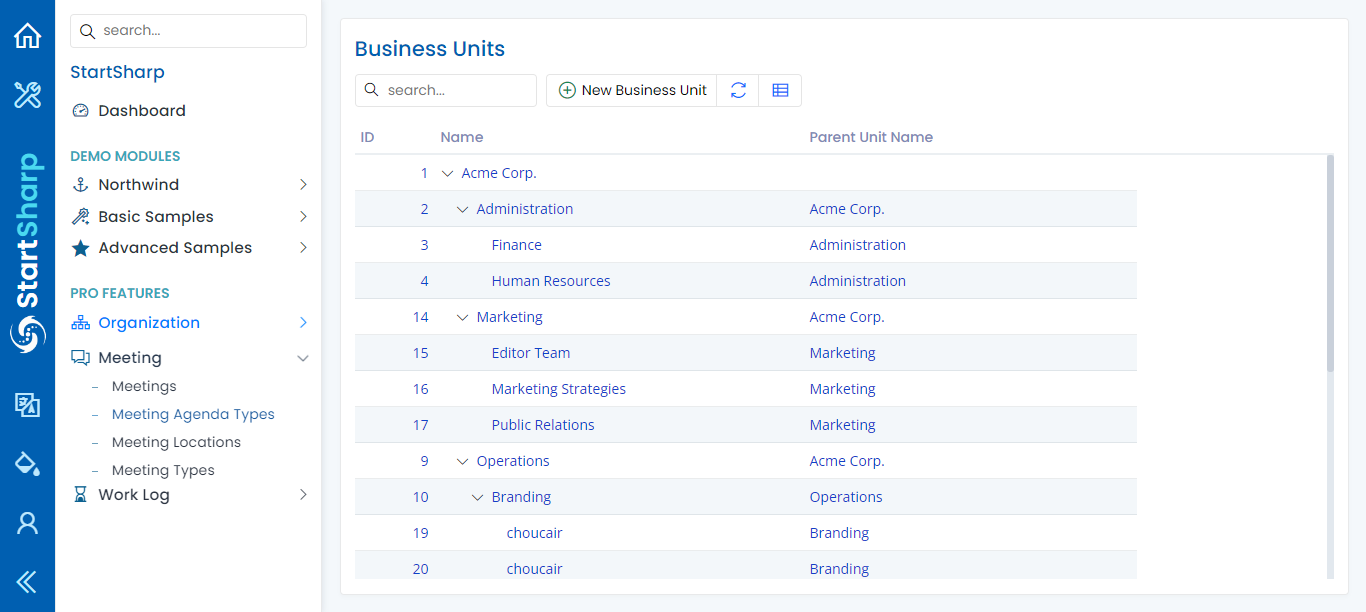 StartSharp
search...
StartSharp
Dashboard
DEMO MODULES
Northwind
Basic Samples
Advanced Samples
PRO FEATURES
Organization
Meeting
– Meetings
– Meeting Agenda Types
– Meeting Locations
– Meeting Types
Work Log
Business Units
search... New Business Unit
ID Name Parent Unit Name
1 Acme Corp.
2 Administration Acme Corp.
3 Finance Administration
4 Human Resources Administration
14 Marketing Acme Corp.
15 Editor Team Marketing
16 Marketing Strategies Marketing
17 Public Relations Marketing
9 Operations Acme Corp.
10 Branding Operations
19 choucair Branding
20 choucair Branding